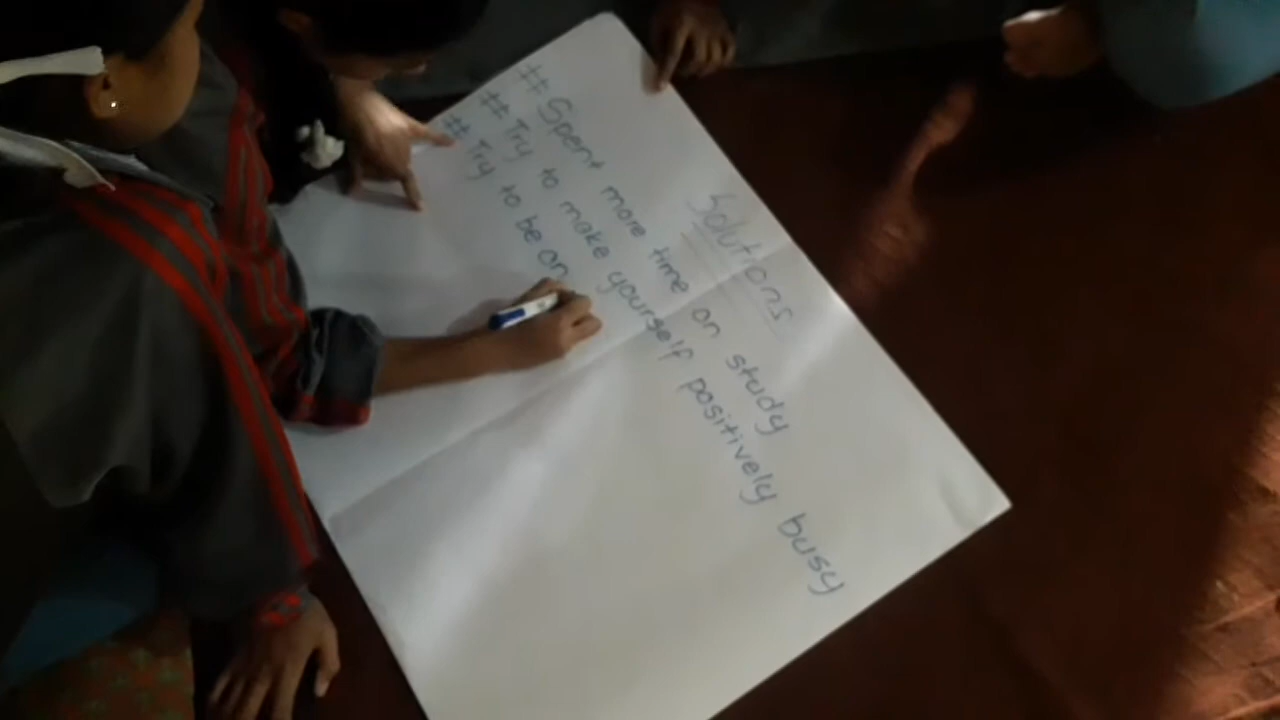 Solutions
## Spent more time on study
## Try to make yourself positively busy
## Try to be on